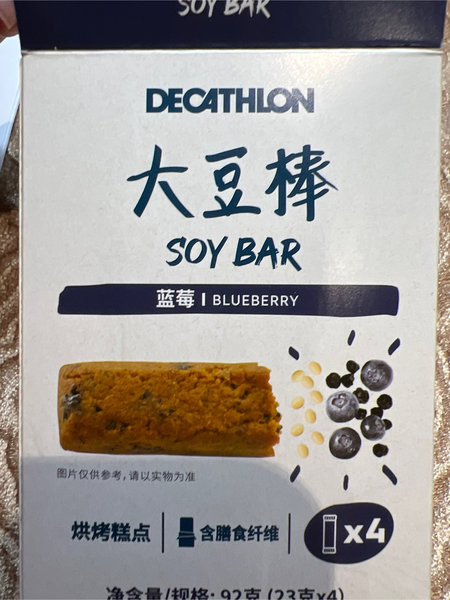 SOY BAR
DECATHLON
大豆棒
SOY BAR
蓝莓 | BLUEBERRY
图片仅供参考, 请以实物为准
烘烤糕点 | 含膳食纤维 | x4
净含量/规格: 92克 (23克x4)